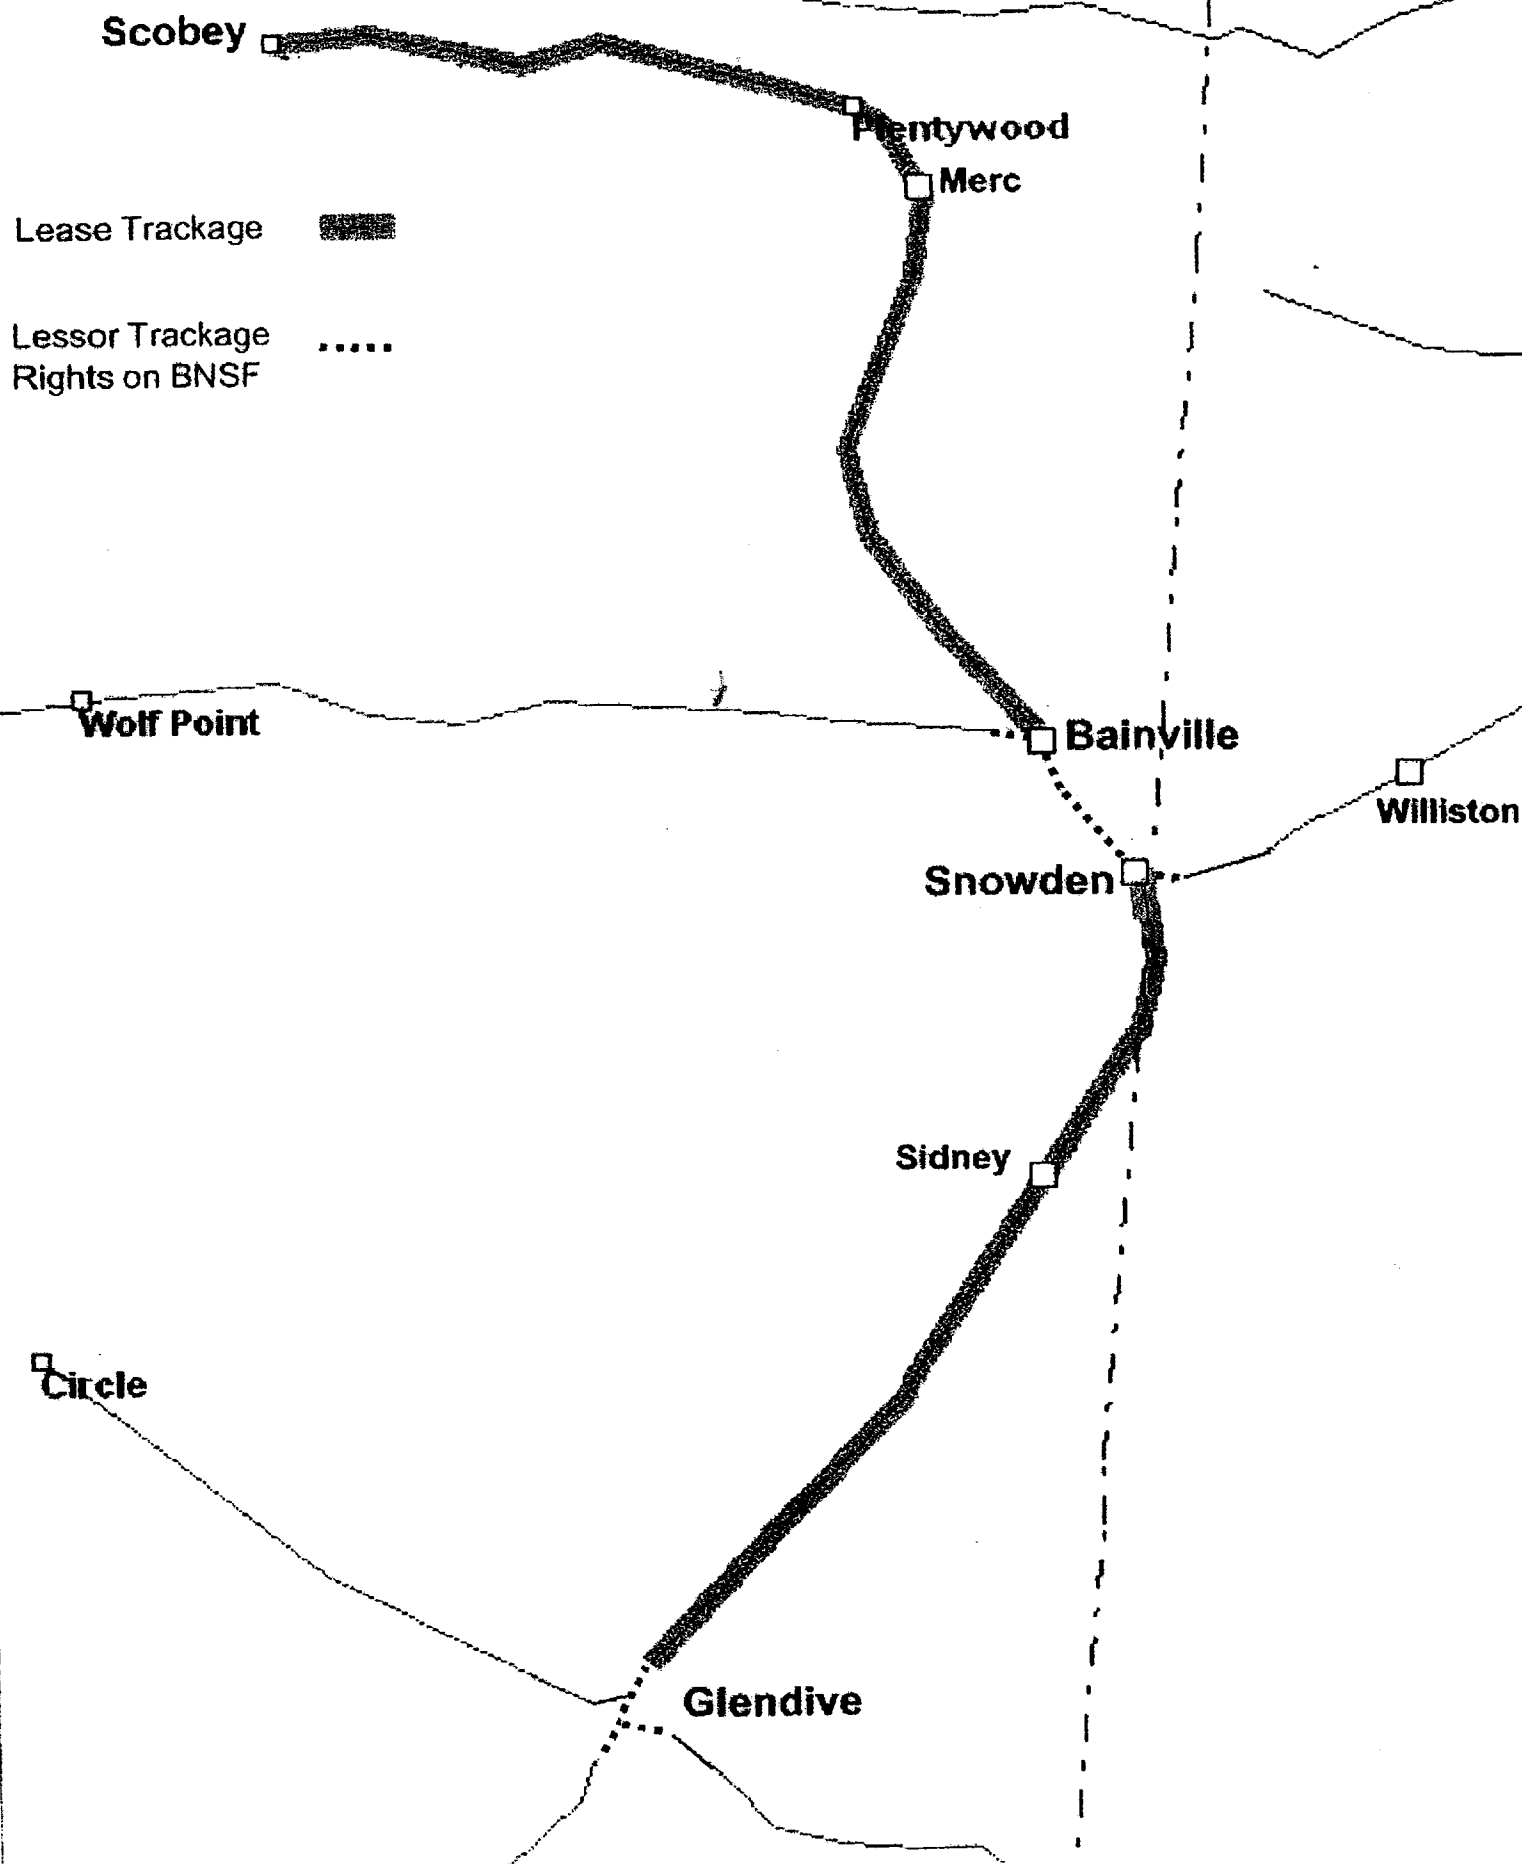 Scobey
Plentywood
Merc
Lease Trackage
Lessor Trackage
Rights on BNSF
Wolf Point
Bainville
Williston
Snowden
Sidney
Circle
Glendive